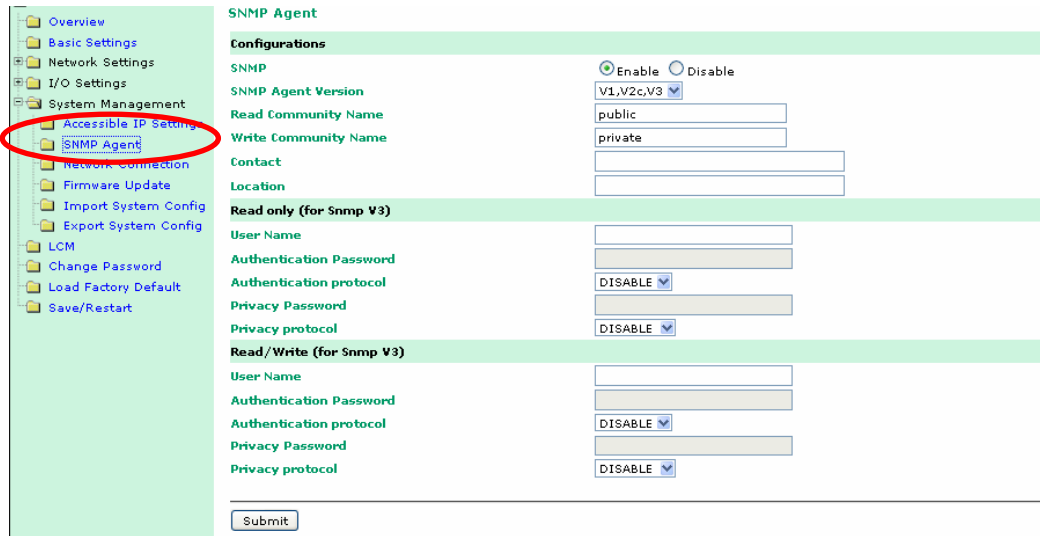 Overview
Basic Settings
Network Settings
I/O Settings
System Management
Accessible IP Settings
SNMP Agent
Network Connection
Firmware Update
Import System Config
Export System Config
LCM
Change Password
Load Factory Default
Save/Restart
SNMP Agent
Configurations
SNMP Enable Disable
SNMP Agent Version V1,V2c,V3
Read Community Name public
Write Community Name private
Contact
Location
Read only (for Snmp V3)
User Name
Authentication Password
Authentication protocol DISABLE
Privacy Password
Privacy protocol DISABLE
Read/Write (for Snmp V3)
User Name
Authentication Password
Authentication protocol DISABLE
Privacy Password
Privacy protocol DISABLE
Submit